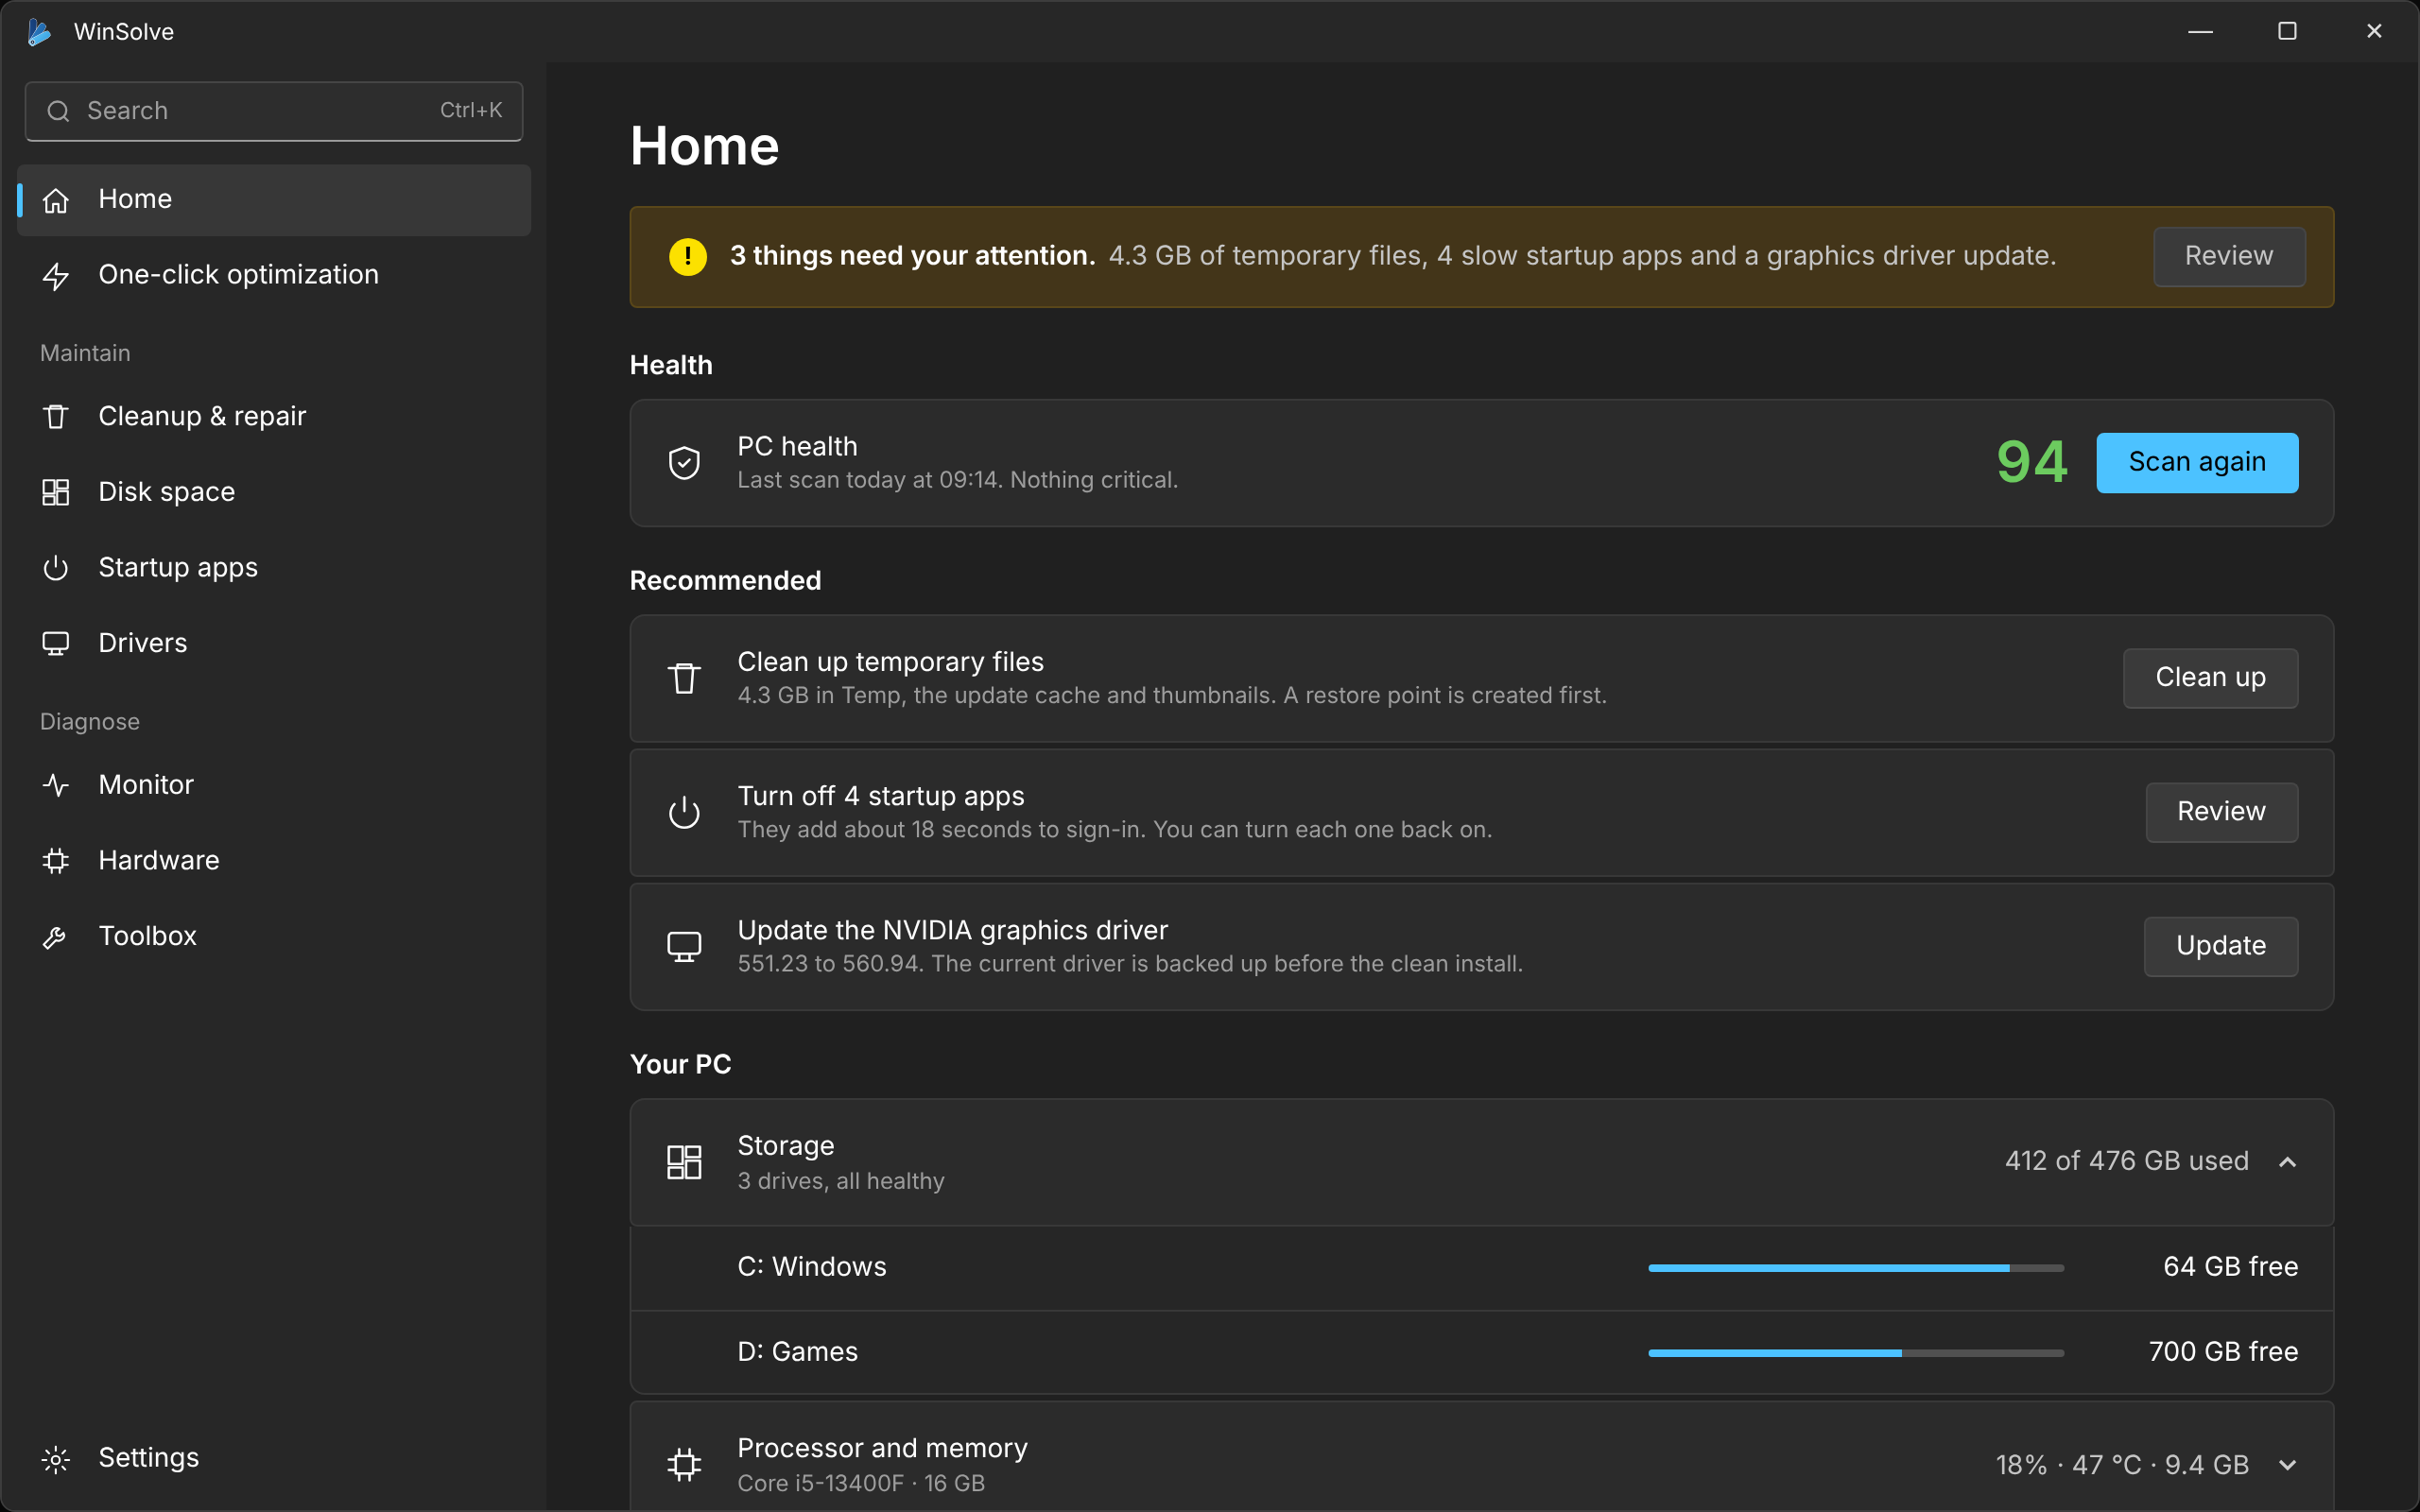 WinSolve
Search Ctrl+K
Home
One-click optimization
Maintain
Cleanup & repair
Disk space
Startup apps
Drivers
Diagnose
Monitor
Hardware
Toolbox
Settings
Home
3 things need your attention. 4.3 GB of temporary files, 4 slow startup apps and a graphics driver update. Review
Health
PC health
Last scan today at 09:14. Nothing critical.
94 Scan again
Recommended
Clean up temporary files
4.3 GB in Temp, the update cache and thumbnails. A restore point is created first.
Clean up
Turn off 4 startup apps
They add about 18 seconds to sign-in. You can turn each one back on.
Review
Update the NVIDIA graphics driver
551.23 to 560.94. The current driver is backed up before the clean install.
Update
Your PC
Storage
3 drives, all healthy
412 of 476 GB used
C: Windows 64 GB free
D: Games 700 GB free
Processor and memory
Core i5-13400F · 16 GB
18% · 47 °C · 9.4 GB